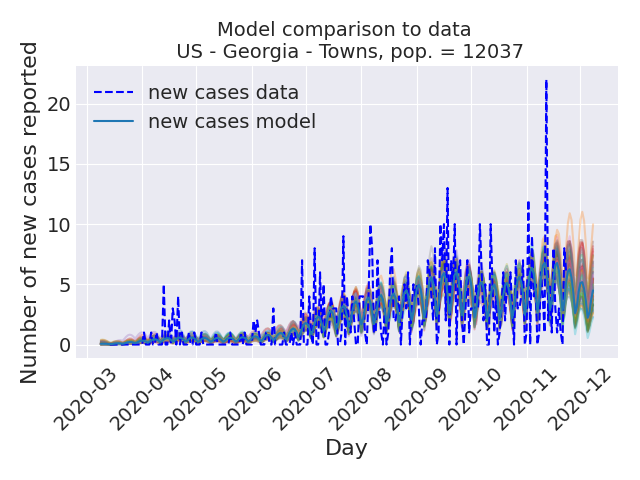 Model comparison to data
US - Georgia - Towns, pop. = 12037
Number of new cases reported
new cases data
new cases model
20
15
10
5
0
2020-03
2020-04
2020-05
2020-06
2020-07
2020-08
2020-09
2020-10
2020-11
2020-12
Day